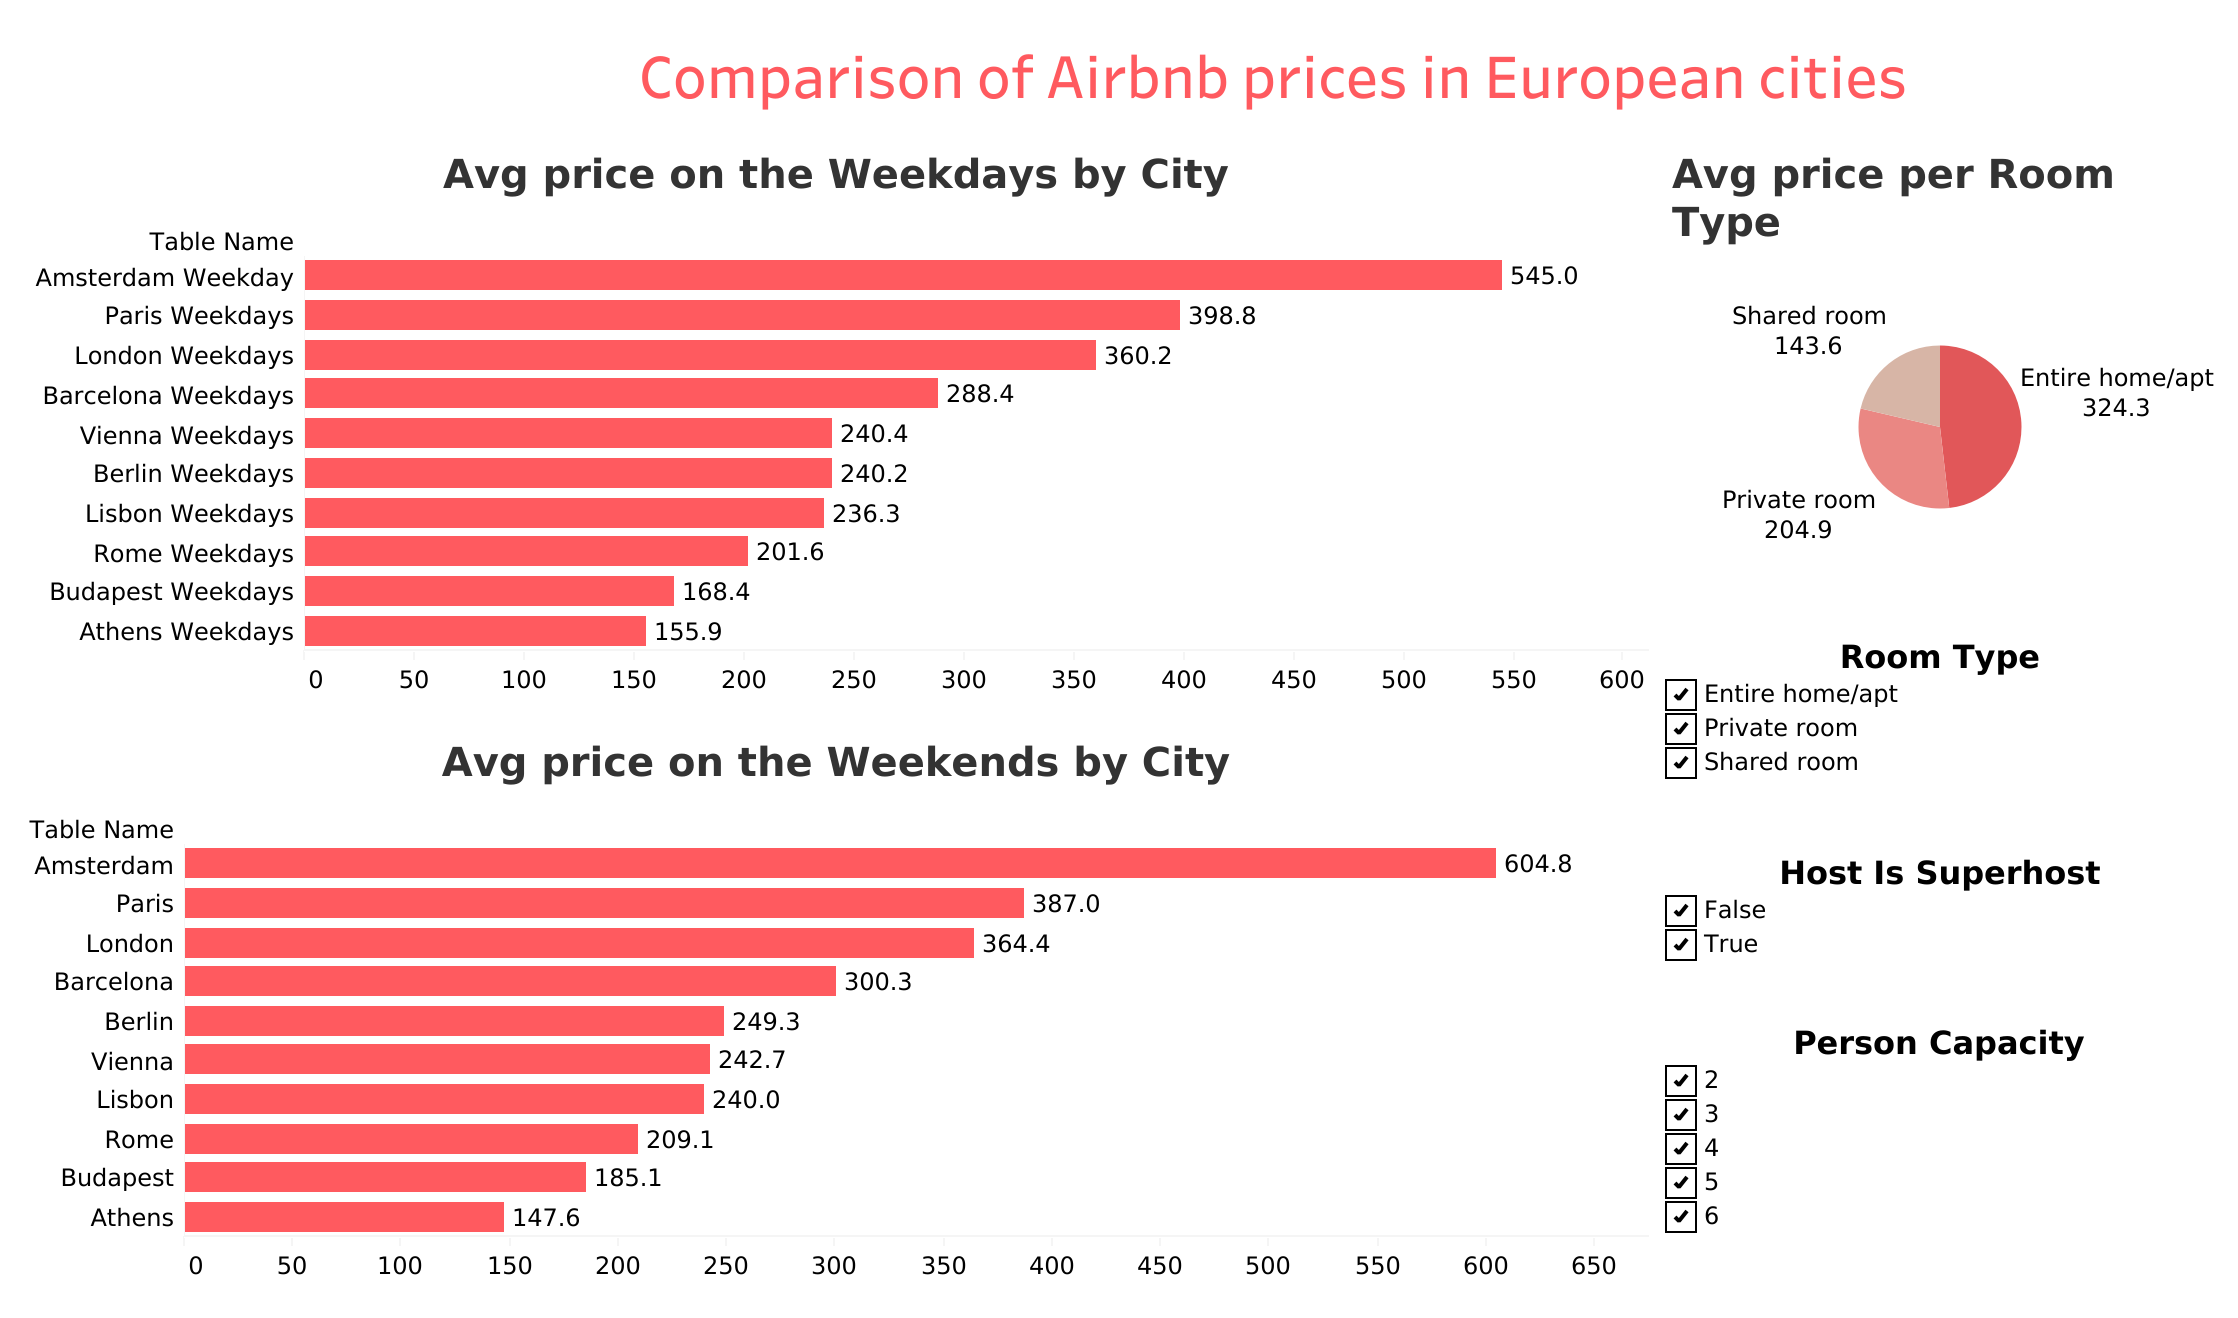 Comparison of Airbnb prices in European cities
Avg price on the Weekdays by City
Table Name
Amsterdam Weekday 545.0
Paris Weekdays 398.8
London Weekdays 360.2
Barcelona Weekdays 288.4
Vienna Weekdays 240.4
Berlin Weekdays 240.2
Lisbon Weekdays 236.3
Rome Weekdays 201.6
Budapest Weekdays 168.4
Athens Weekdays 155.9
0 50 100 150 200 250 300 350 400 450 500 550 600
Avg price on the Weekends by City
Table Name
Amsterdam 604.8
Paris 387.0
London 364.4
Barcelona 300.3
Berlin 249.3
Vienna 242.7
Lisbon 240.0
Rome 209.1
Budapest 185.1
Athens 147.6
0 50 100 150 200 250 300 350 400 450 500 550 600 650
Avg price per Room
Type
Shared room
143.6
Entire home/apt
324.3
Private room
204.9
Room Type
Entire home/apt
Private room
Shared room
Host Is Superhost
False
True
Person Capacity
2
3
4
5
6